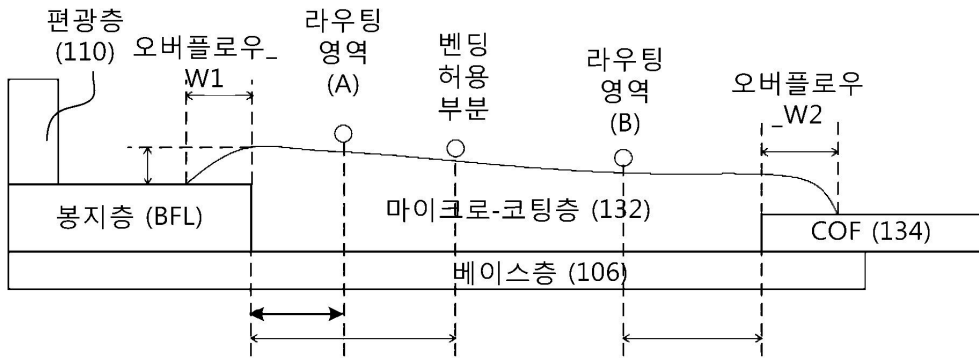 편광층
(110)
오버플로우_
W1
라우팅
영역
(A)
벤딩
허용
부분
라우팅
영역
(B)
오버플로우
_W2
봉지층 (BFL)
마이크로-코팅층 (132)
COF (134)
베이스층 (106)